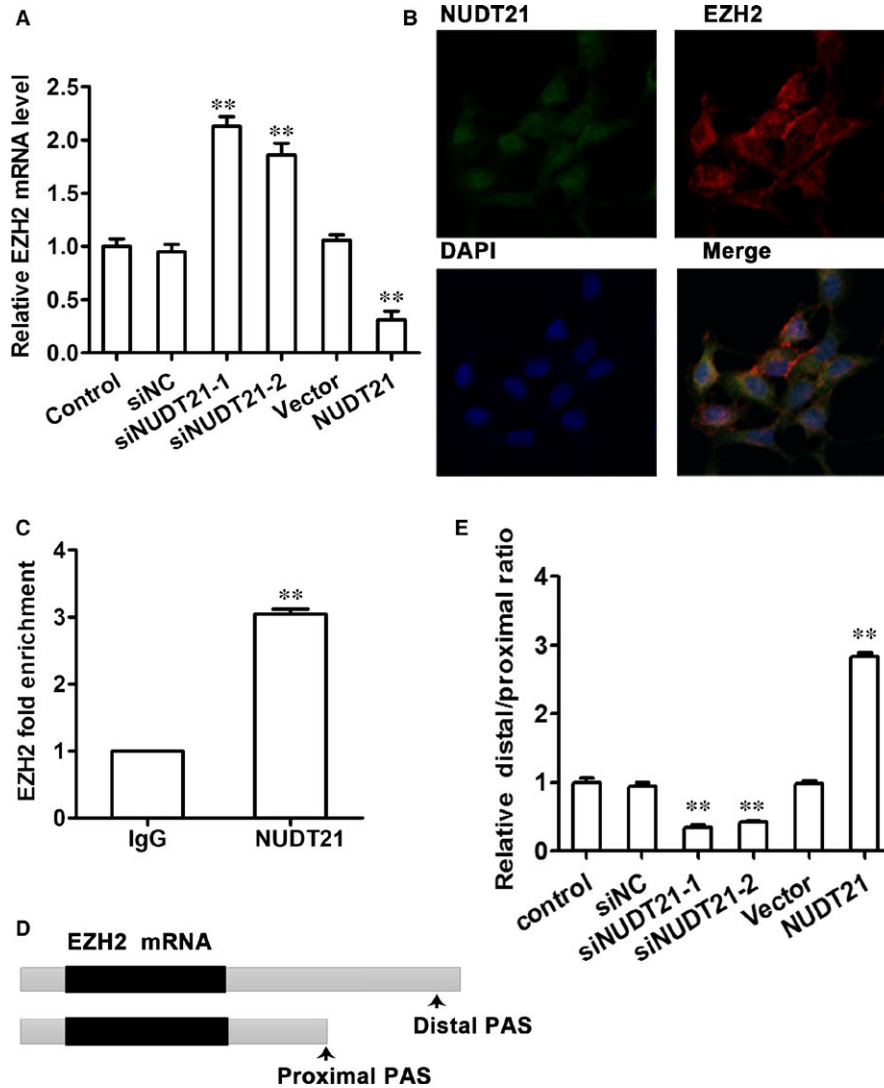 A
Relative EZH2 mRNA level
2.5
2.0
1.5
1.0
0.5
0.0
**
**
**
Control
siNC
siNUDT21-1
siNUDT21-2
Vector
NUDT21
B
NUDT21
EZH2
DAPI
Merge
C
EZH2 fold enrichment
4
3
2
1
0
**
IgG
NUDT21
D
EZH2 mRNA
Distal PAS
Proximal PAS
E
Relative distal/proximal ratio
4
3
2
1
0
**
**
**
control
siNC
siNUDT21-1
siNUDT21-2
Vector
NUDT21